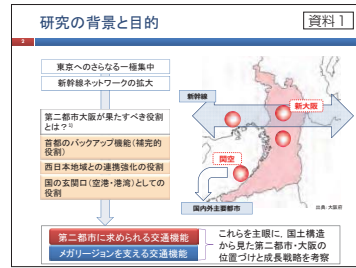 研究の背景と目的
資料１
3
東京へのさらなる一極集中
新幹線ネットワークの拡大
第二都市大阪が果たすべき役割
とは？¹⁾
首都のバックアップ機能(補完的
役割)
西日本地域との連携強化の役割
国の玄関口(空港・港湾)としての
役割
新幹線
新大阪
関空
国内外主要都市
出典：大阪府
第二都市に求められる交通機能
メガリージョンを支える交通機能
これらを主眼に、国土構造
から見た第二都市・大阪の
位置づけと成長戦略を考察